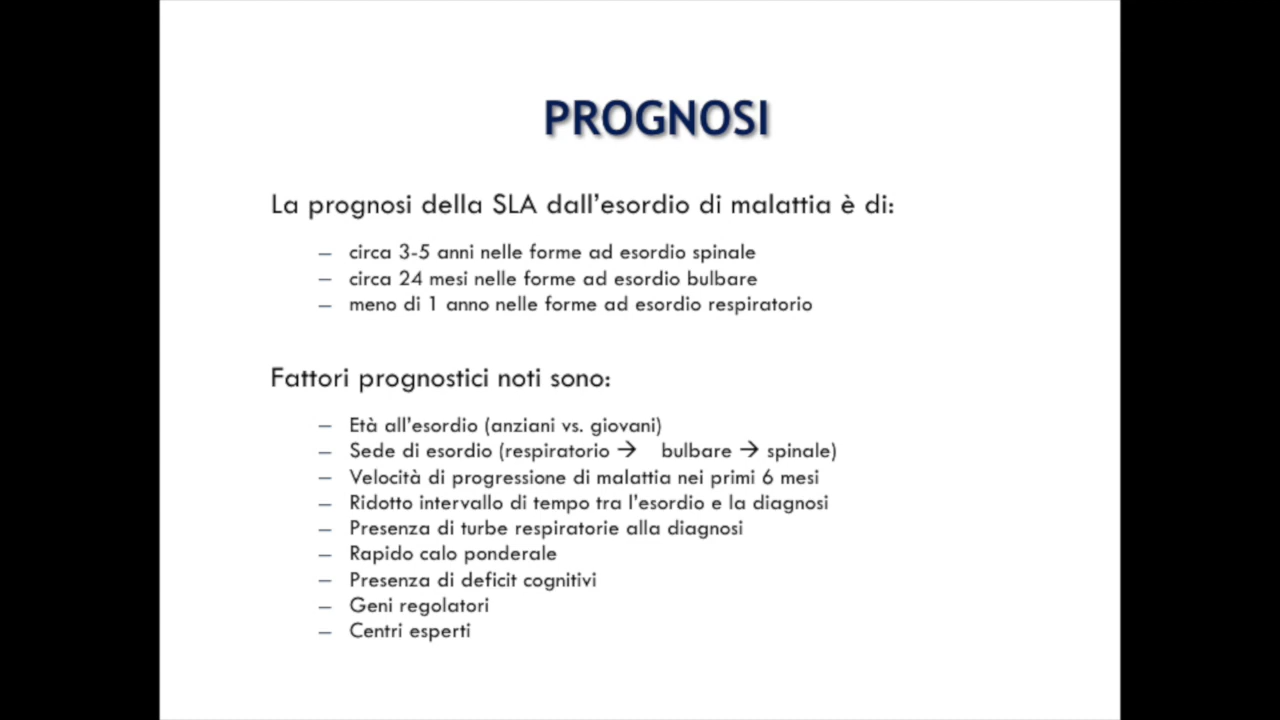 PROGNOSI
La prognosi della SLA dall'esordio di malattia è di:
– circa 3-5 anni nelle forme ad esordio spinale
– circa 24 mesi nelle forme ad esordio bulbare
– meno di 1 anno nelle forme ad esordio respiratorio
Fattori prognostici noti sono:
– Età all'esordio (anziani vs. giovani)
– Sede di esordio (respiratorio → bulbare → spinale)
– Velocità di progressione di malattia nei primi 6 mesi
– Ridotto intervallo di tempo tra l'esordio e la diagnosi
– Presenza di turbe respiratorie alla diagnosi
– Rapido calo ponderale
– Presenza di deficit cognitivi
– Geni regolatori
– Centri esperti